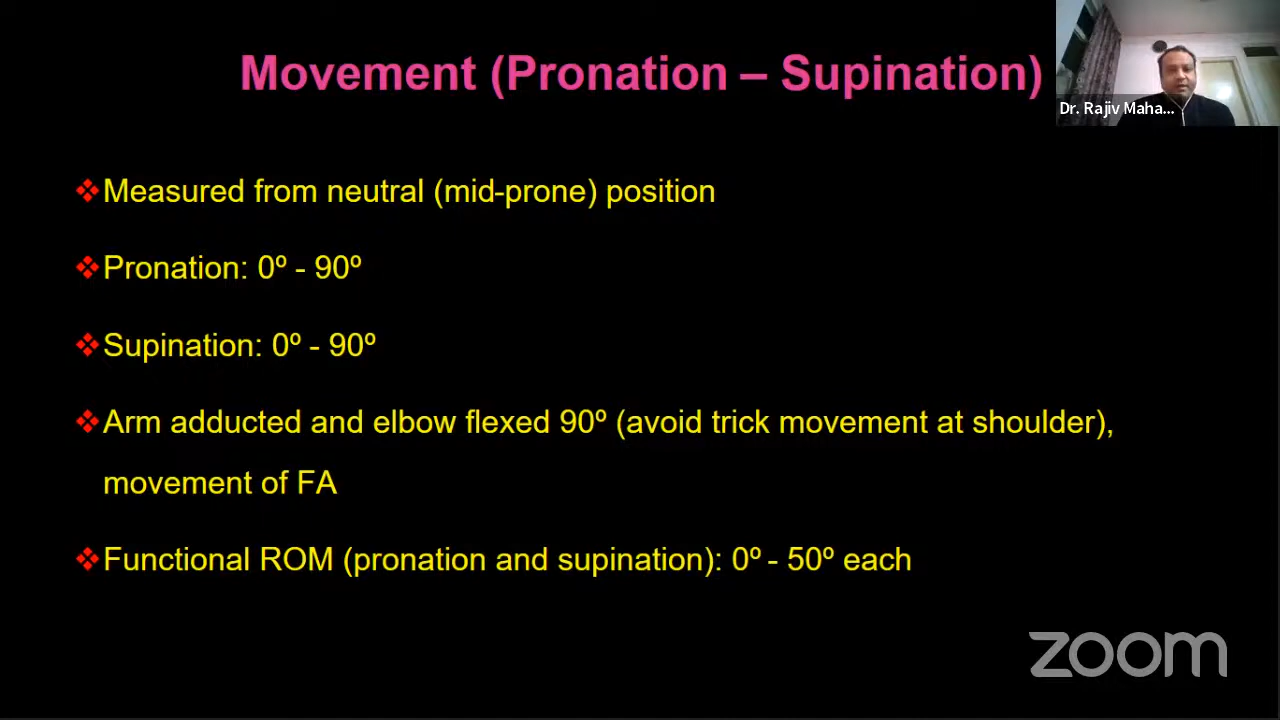 Movement (Pronation – Supination)
Dr. Rajiv Maha...
❖Measured from neutral (mid-prone) position
❖Pronation: 0º - 90º
❖Supination: 0º - 90º
❖Arm adducted and elbow flexed 90º (avoid trick movement at shoulder),
movement of FA
❖Functional ROM (pronation and supination): 0º - 50º each
zoom